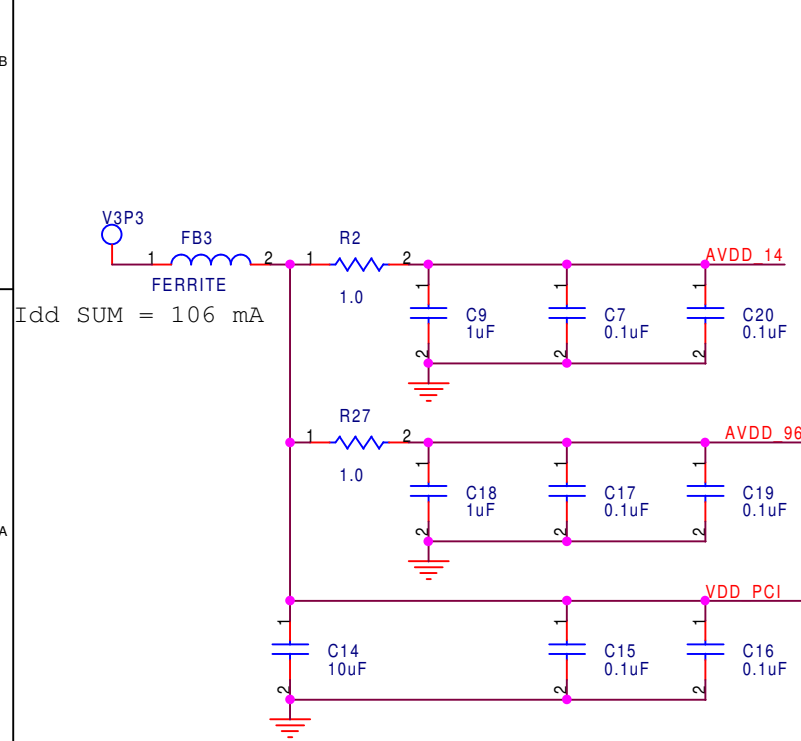 B
V3P3
FB3
R2
AVDD_14
1
2
1
2
FERRITE
1.0
1
1
1
Idd SUM = 106 mA
C9
1uF
C7
0.1uF
C20
0.1uF
2
2
2
R27
AVDD_96
1
2
1.0
1
1
1
C18
1uF
C17
0.1uF
C19
0.1uF
A
2
2
2
VDD_PCI
1
1
1
C14
10uF
C15
0.1uF
C16
0.1uF
2
2
2